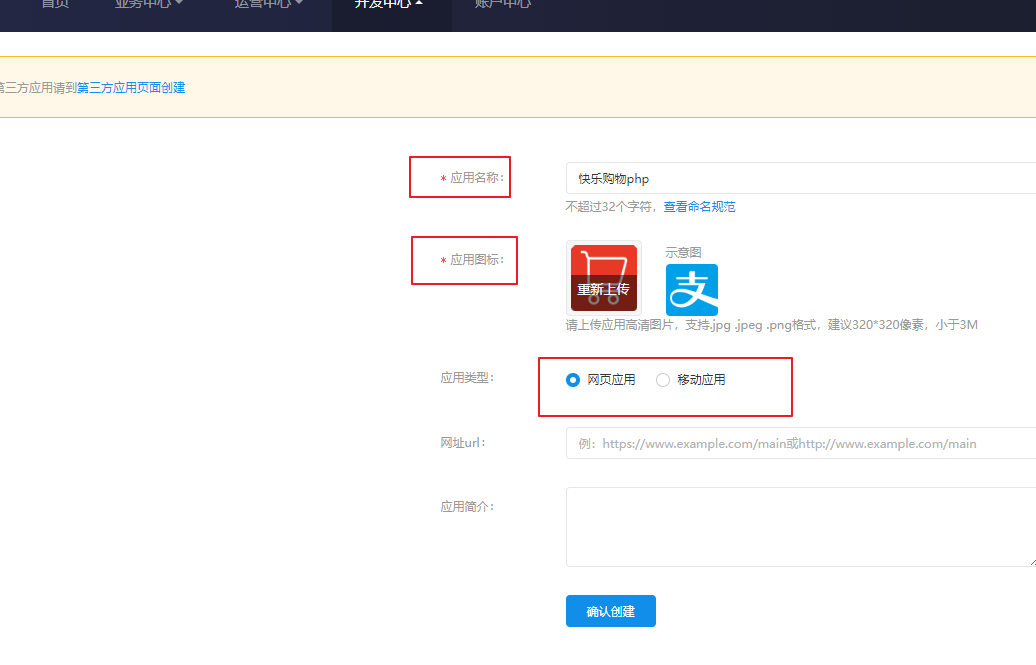 首页 业务中心 运营中心 开发中心 账户中心
第三方应用请到第三方应用页面创建
* 应用名称: 快乐购物php
不超过32个字符，查看命名规范
* 应用图标: 重新上传 示意图 支
请上传应用高清图片，支持.jpg .jpeg .png格式，建议320*320像素，小于3M
应用类型: 网页应用 移动应用
网址url: 例：https://www.example.com/main或http://www.example.com/main
应用简介:
确认创建